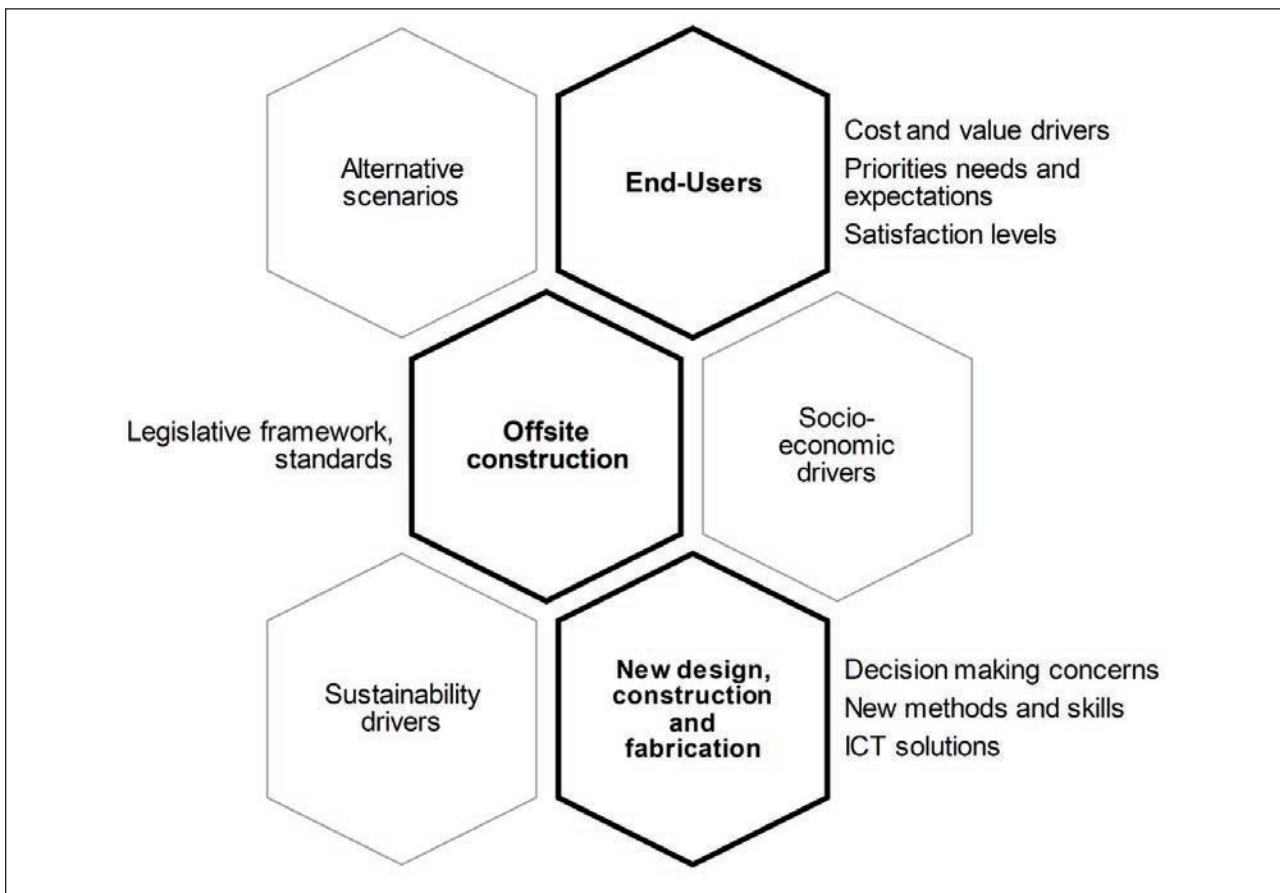 Alternative
scenarios
End-Users
Cost and value drivers
Priorities needs and
expectations
Satisfaction levels
Legislative framework,
standards
Offsite
construction
Socio-
economic
drivers
Sustainability
drivers
New design,
construction
and
fabrication
Decision making concerns
New methods and skills
ICT solutions